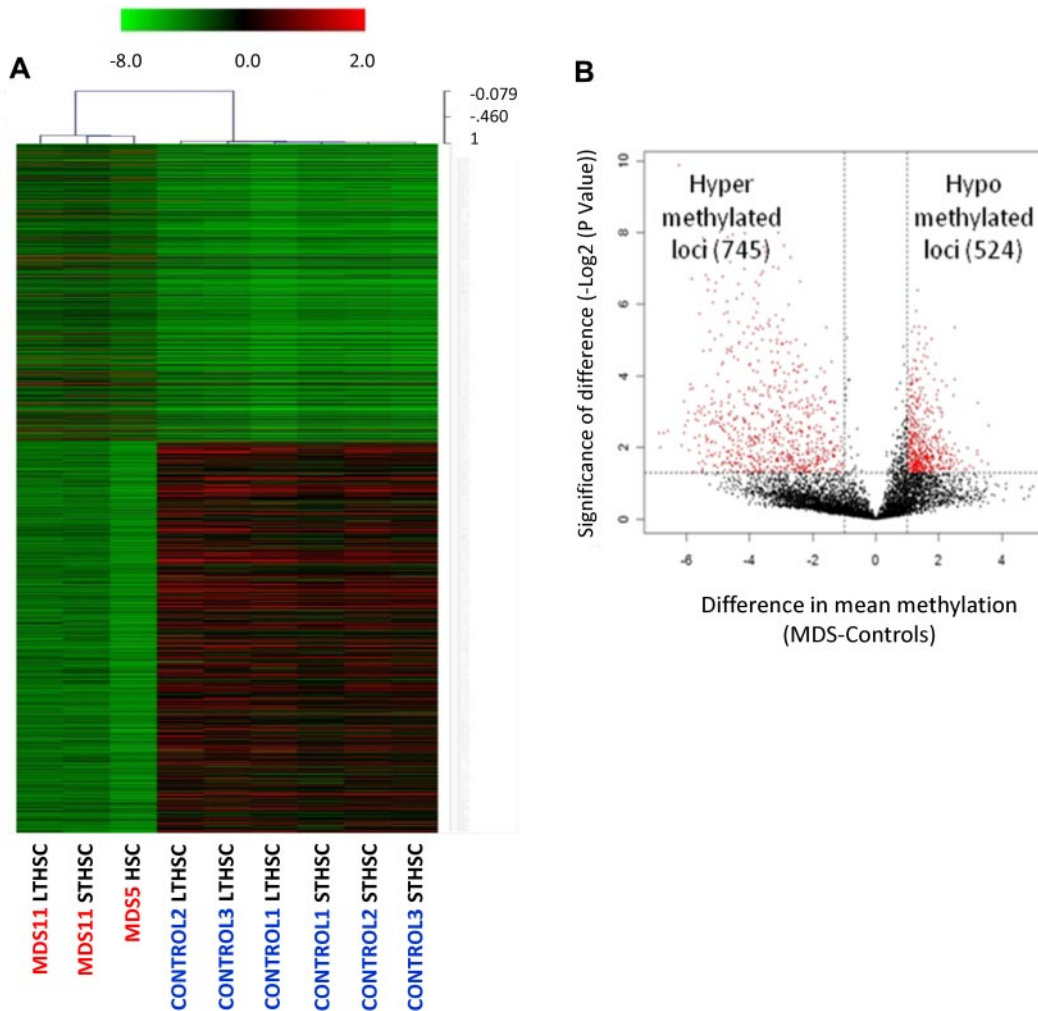 -8.0 0.0 2.0
A
-0.079
-.460
1
MDS11 LTHSC
MDS11 STHSC
MDS5 HSC
CONTROL2 LTHSC
CONTROL3 LTHSC
CONTROL1 LTHSC
CONTROL1 STHSC
CONTROL2 STHSC
CONTROL3 STHSC
B
Significance of difference (-Log2 (P Value))
10
8
6
4
2
0
Hyper
methylated
loci (745)
Hypo
methylated
loci (524)
-6 -4 -2 0 2 4
Difference in mean methylation
(MDS-Controls)